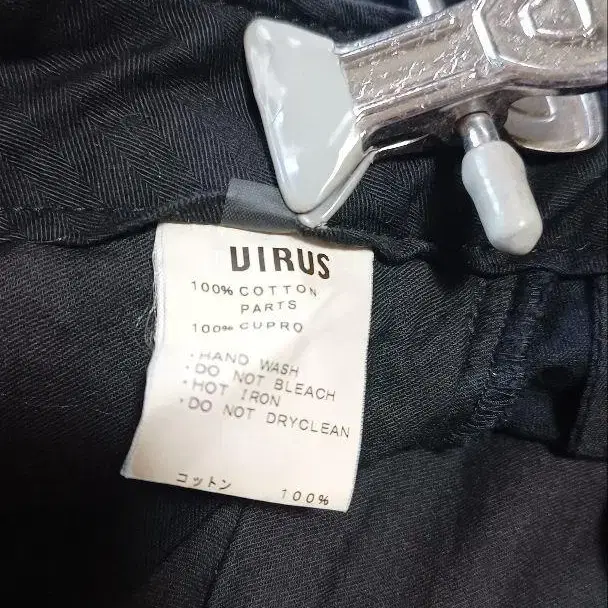 VIRUS
100% COTTON
PARTS
100% CUPRO
・HAND WASH
・DO NOT BLEACH
・HOT IRON
・DO NOT DRYCLEAN
コットン 100%